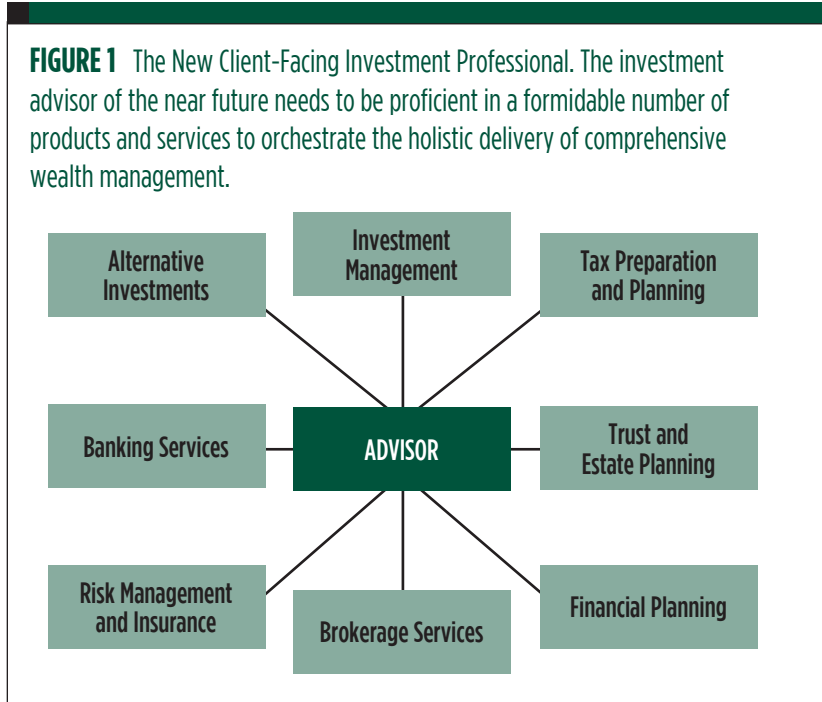 FIGURE 1 The New Client-Facing Investment Professional. The investment
advisor of the near future needs to be proficient in a formidable number of
products and services to orchestrate the holistic delivery of comprehensive
wealth management.
Alternative
Investments
Investment
Management
Tax Preparation
and Planning
Banking Services
ADVISOR
Trust and
Estate Planning
Risk Management
and Insurance
Brokerage Services
Financial Planning